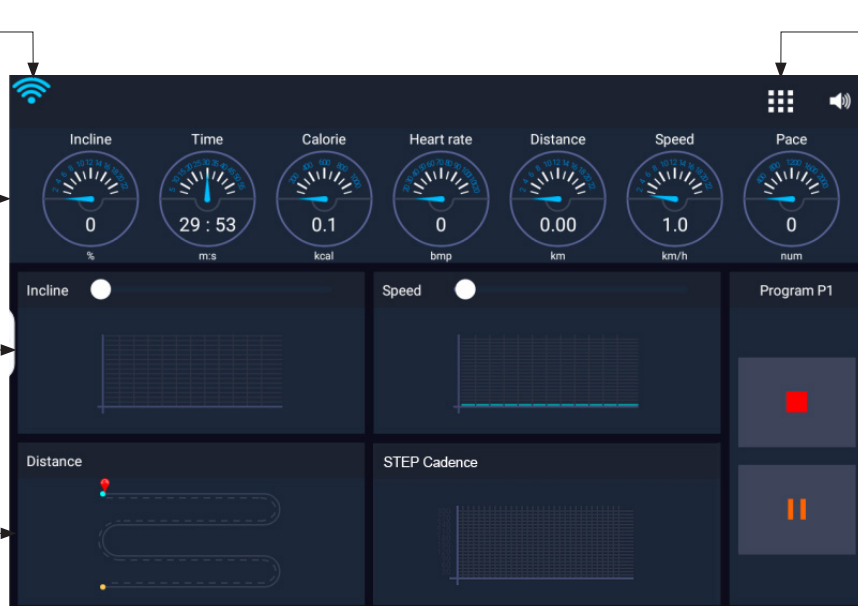 Incline Time Calorie Heart rate Distance Speed Pace
0 29 : 53 0.1 0 0.00 1.0 0
% m:s kcal bmp km km/h num
Incline Speed Program P1
Distance STEP Cadence